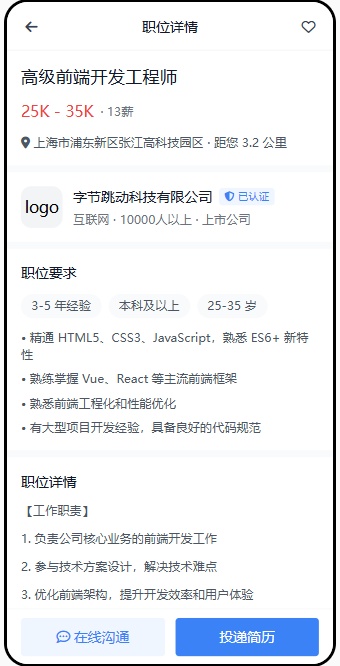 职位详情
高级前端开发工程师
25K - 35K · 13薪
上海市浦东新区张江高科技园区 · 距您 3.2 公里
logo 字节跳动科技有限公司 已认证
互联网 · 10000人以上 · 上市公司
职位要求
3-5 年经验 本科及以上 25-35 岁
• 精通 HTML5、CSS3、JavaScript，熟悉 ES6+ 新特
性
• 熟练掌握 Vue、React 等主流前端框架
• 熟悉前端工程化和性能优化
• 有大型项目开发经验，具备良好的代码规范
职位详情
【工作职责】
1. 负责公司核心业务的前端开发工作
2. 参与技术方案设计，解决技术难点
3. 优化前端架构，提升开发效率和用户体验
在线沟通 投递简历